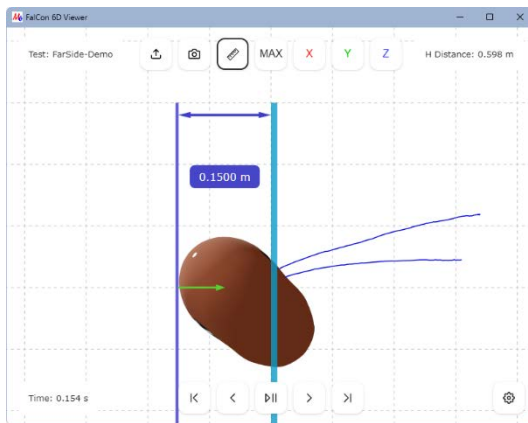 FalCon 6D Viewer
Test: FarSide-Demo
MAX
X
Y
Z
H Distance: 0.598 m
0.1500 m
Time: 0.154 s